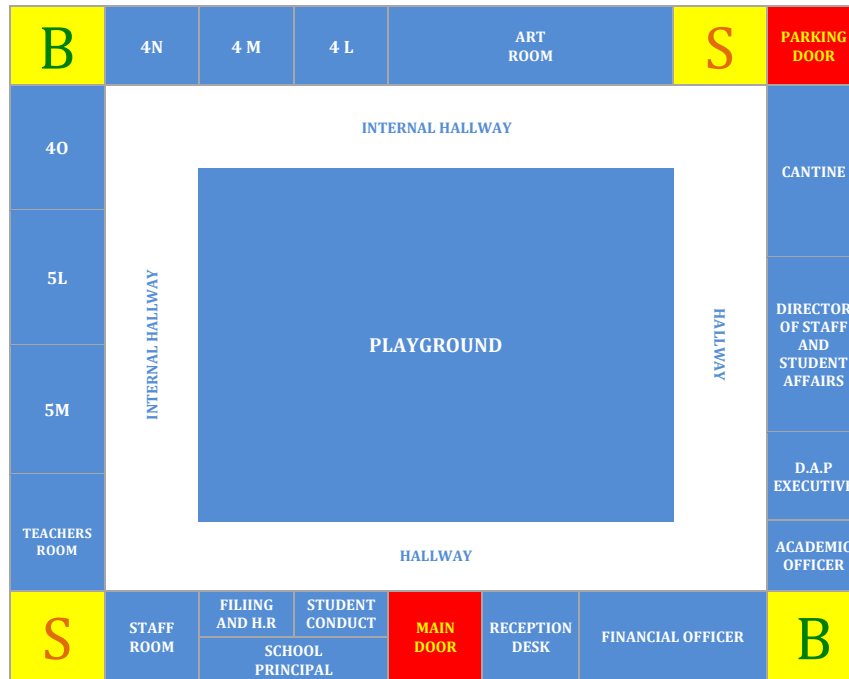 B
4N
4 M
4 L
ART
ROOM
S
PARKING
DOOR
INTERNAL HALLWAY
4O
CANTINE
5L
INTERNAL HALLWAY
PLAYGROUND
HALLWAY
DIRECTOR
OF STAFF
AND
STUDENT
AFFAIRS
5M
D.A.P
EXECUTIVE
TEACHERS
ROOM
HALLWAY
ACADEMIC
OFFICER
S
STAFF
ROOM
FILIING
AND H.R
STUDENT
CONDUCT
SCHOOL
PRINCIPAL
MAIN
DOOR
RECEPTION
DESK
FINANCIAL OFFICER
B